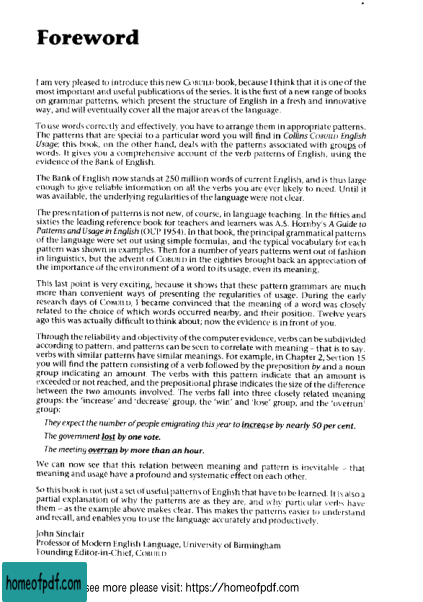 Foreword
I am very pleased to introduce this new COBUILD book, because I think that it is one of the
most important and useful publications of the series. It is the first of a new range of books
on grammar patterns, which present the structure of English in a fresh and innovative
way, and will eventually cover all the major areas of the language.
To use words correctly and effectively, you have to arrange them in appropriate patterns.
The patterns that are special to a particular word you will find in Collins COBUILD English
Usage; this book, on the other hand, deals with the patterns associated with groups of
words. It gives you a comprehensive account of the verb patterns of English, using the
evidence of the Bank of English.
The Bank of English now stands at 250 million words of current English, and is thus large
enough to give reliable information on all the verbs you are ever likely to need. Until it
was available, the underlying regularities of the language were not clear.
The presentation of patterns is not new, of course, in language teaching. In the fifties and
sixties the leading reference book for teachers and learners was A.S. Hornby's A Guide to
Patterns and Usage in English (OUP 1954). In that book, the principal grammatical patterns
of the language were set out using simple formulas, and the typical vocabulary for each
pattern was shown in examples. Then for a number of years patterns went out of fashion
in linguistics, but the advent of COBUILD in the eighties brought back an appreciation of
the importance of the environment of a word to its usage, even its meaning.
This last point is very exciting, because it shows that these pattern grammars are much
more than convenient ways of presenting the regularities of usage. During the early
research days of COBUILD, I became convinced that the meaning of a word was closely
related to the choice of which words occurred nearby, and their position. Twelve years
ago this was actually difficult to think about; now the evidence is in front of you.
Through the reliability and objectivity of the computer evidence, verbs can be subdivided
according to pattern, and patterns can be seen to correlate with meaning – that is to say,
verbs with similar patterns have similar meanings. For example, in Chapter 2, Section 15
you will find the pattern consisting of a verb followed by the preposition by and a noun
group indicating an amount. The verbs with this pattern indicate that an amount is
exceeded or not reached, and the prepositional phrase indicates the size of the difference
between the two amounts involved. The verbs fall into three closely related meaning
groups: the 'increase' and 'decrease' group, the 'win' and 'lose' group, and the 'overrun'
group:
They expect the number of people emigrating this year to increase by nearly 50 per cent.
The government lost by one vote.
The meeting overran by more than an hour.
We can now see that this relation between meaning and pattern is inevitable – that
meaning and usage have a profound and systematic effect on each other.
So this book is not just a set of useful patterns of English that have to be learned. It is also a
partial explanation of why the patterns are as they are, and why particular verbs have
them – as the example above makes clear. This makes the patterns easier to understand
and recall, and enables you to use the language accurately and productively.
John Sinclair
Professor of Modern English Language, University of Birmingham
Founding Editor-in-Chief, COBUILD
homeofpdf.com
see more please visit: https://homeofpdf.com